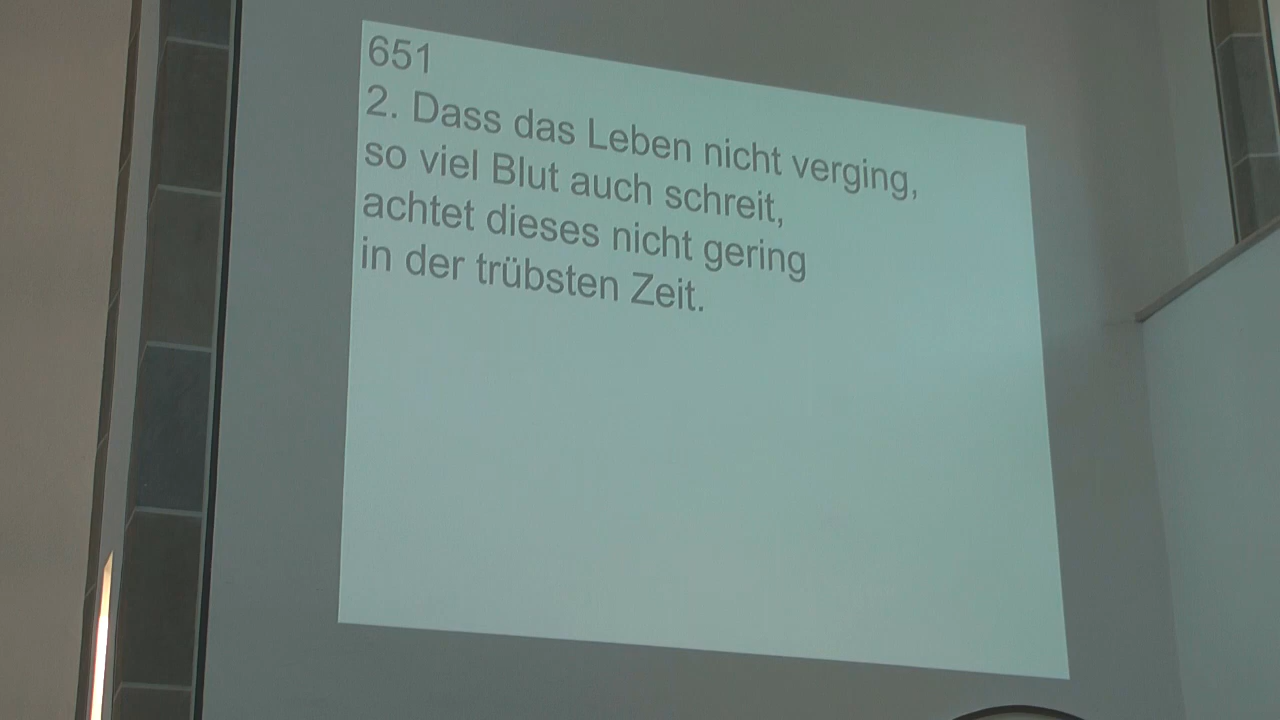 651
2. Dass das Leben nicht verging,
so viel Blut auch schreit,
achtet dieses nicht gering
in der trübsten Zeit.